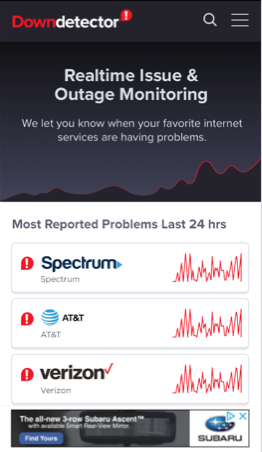 Downdetector
Realtime Issue &
Outage Monitoring
We let you know when your favorite internet
services are having problems.
Most Reported Problems Last 24 hrs
Spectrum
Spectrum
AT&T
AT&T
verizon
Verizon
The all-new 3-row Subaru Ascent™
with available Smart Rear-View Mirror.
Find Yours
SUBARU